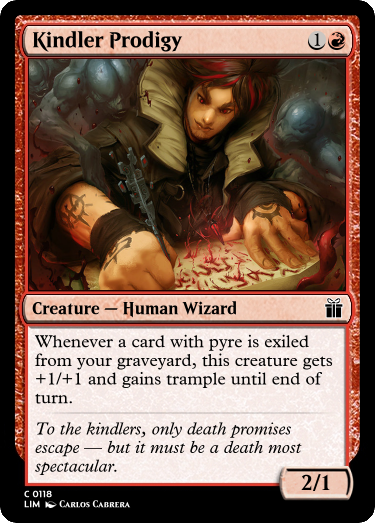 Kindler Prodigy 1
Creature — Human Wizard
Whenever a card with pyre is exiled
from your graveyard, this creature gets
+1/+1 and gains trample until end of
turn.
To the kindlers, only death promises
escape — but it must be a death most
spectacular.
2/1
C 0118
LIM Carlos Cabrera